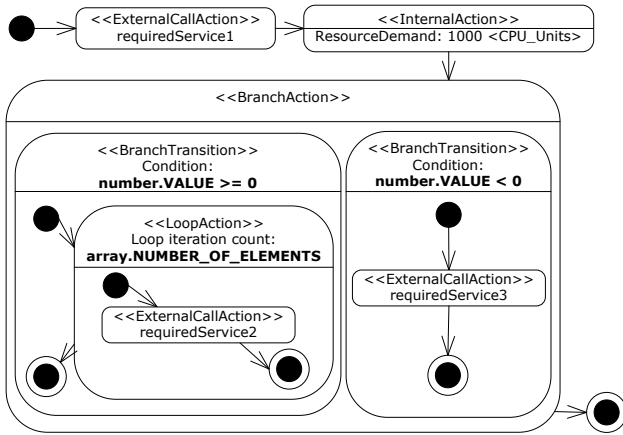 <<ExternalCallAction>>
requiredService1
<<InternalAction>>
ResourceDemand: 1000 <CPU_Units>
<<BranchAction>>
<<BranchTransition>>
Condition:
number.VALUE >= 0
<<LoopAction>>
Loop iteration count:
array.NUMBER_OF_ELEMENTS
<<ExternalCallAction>>
requiredService2
<<BranchTransition>>
Condition:
number.VALUE < 0
<<ExternalCallAction>>
requiredService3